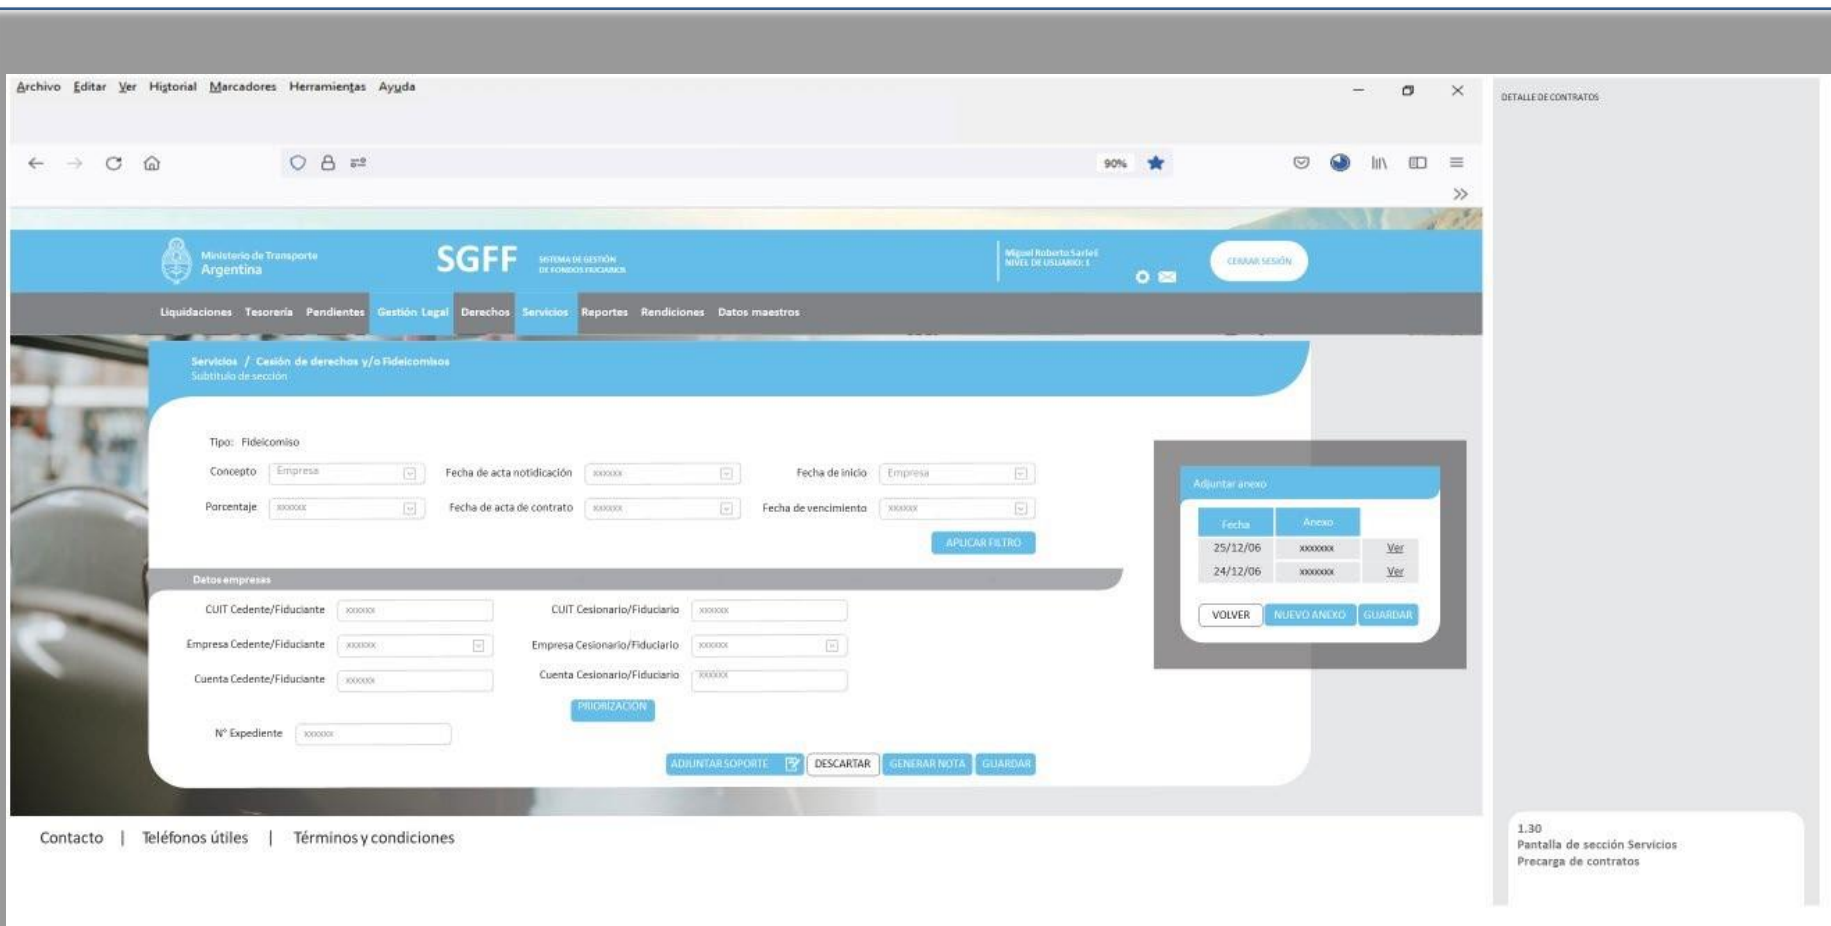 Archivo Editar Ver Historial Marcadores Herramientas Ayuda
DETALLE DE CONTRATOS
90%
Ministerio de Transporte
Argentina
SGFF
SISTEMA DE GESTIÓN
DE FONDOS FIDUCIARIOS
Miguel Roberto Sarleti
NIVEL DE USUARIO: 1
CERRAR SESIÓN
Liquidaciones Tesorería Pendientes Gestión Legal Derechos Servicios Reportes Rendiciones Datos maestros
Servicios / Cesión de derechos y/o Fideicomisos
Subtítulo de sección
Tipo: Fideicomiso
Concepto Empresa Fecha de acta notidicación xxxxxx Fecha de inicio Empresa
Porcentaje xxxxxx Fecha de acta de contrato xxxxxx Fecha de vencimiento xxxxxx
APLICAR FILTRO
Datos empresas
CUIT Cedente/Fiduciante xxxxxx CUIT Cesionario/Fiduciario xxxxxx
Empresa Cedente/Fiduciante xxxxxx Empresa Cesionario/Fiduciario xxxxxx
Cuenta Cedente/Fiduciante xxxxxx Cuenta Cesionario/Fiduciario xxxxxx
PRIORIZACIÓN
N° Expediente xxxxxx
ADJUNTAR SOPORTE DESCARTAR GENERAR NOTA GUARDAR
Adjuntar anexo
Fecha Anexo
25/12/06 xxxxxxx Ver
24/12/06 xxxxxxx Ver
VOLVER NUEVO ANEXO GUARDAR
Contacto | Teléfonos útiles | Términos y condiciones
1.30
Pantalla de sección Servicios
Precarga de contratos